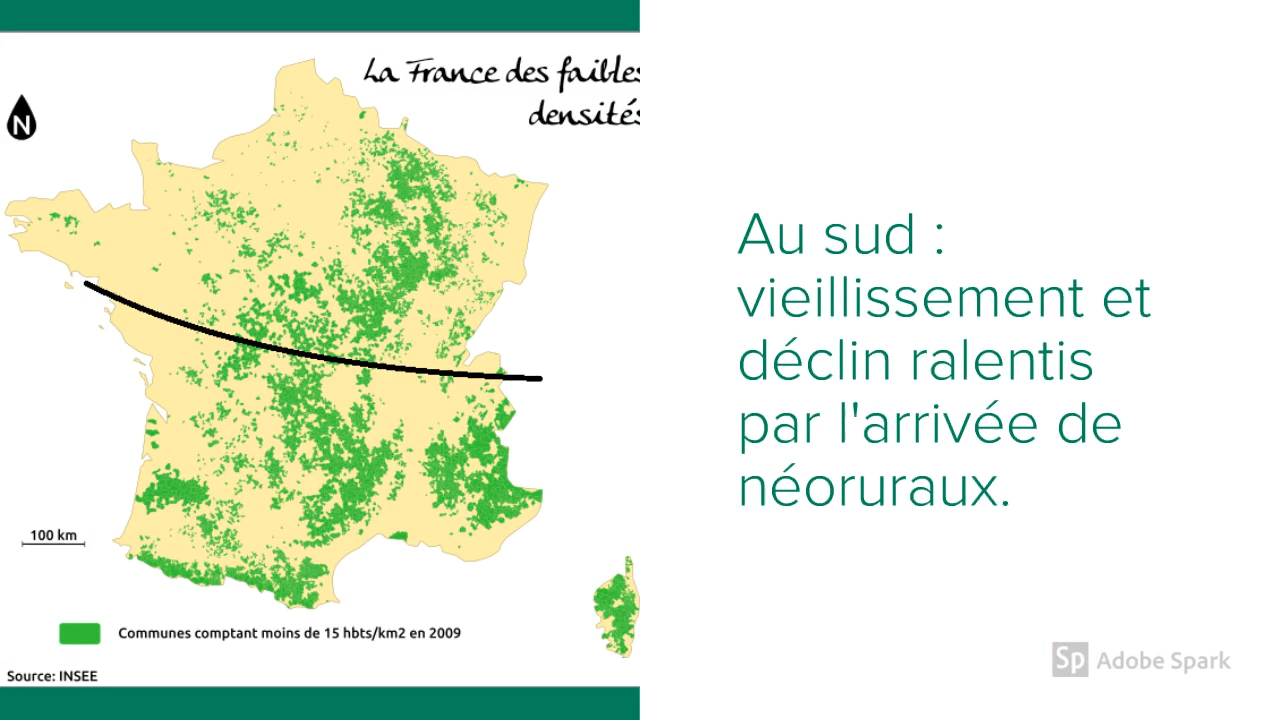 La France des faibles
densités
N
Au sud :
vieillissement et
déclin ralentis
par l'arrivée de
néoruraux.
100 km
Communes comptant moins de 15 hbts/km2 en 2009
Source: INSEE
Sp Adobe Spark